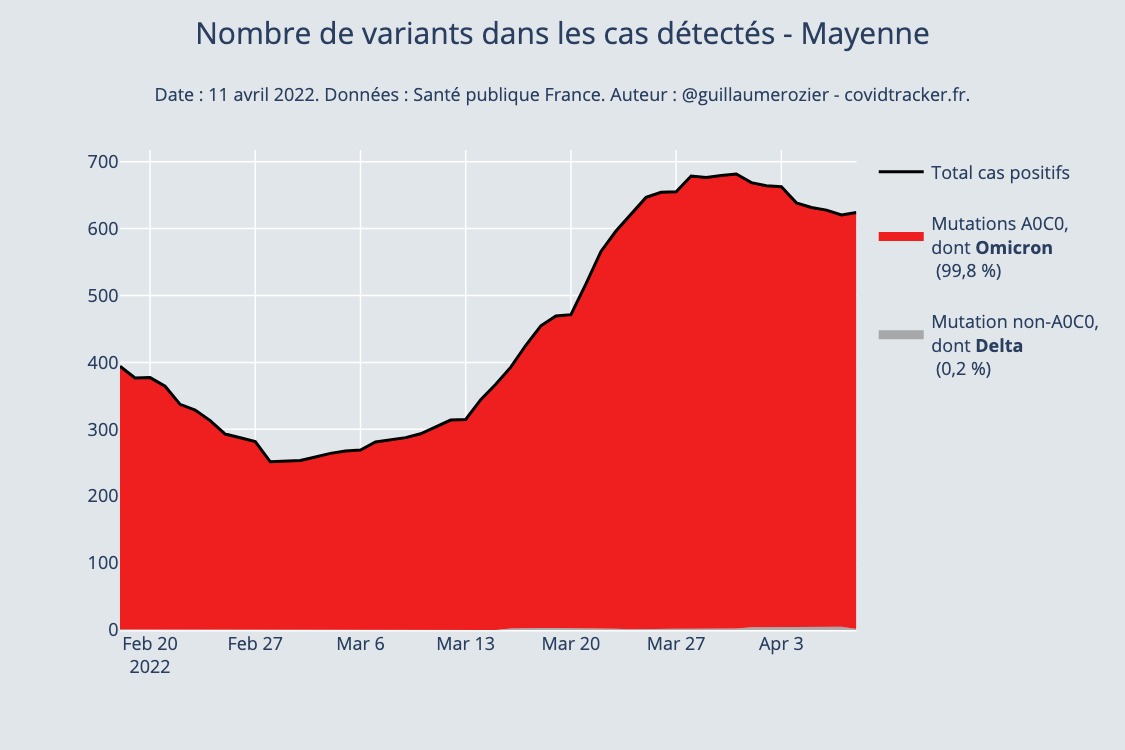 Nombre de variants dans les cas détectés - Mayenne
Date : 11 avril 2022. Données : Santé publique France. Auteur : @guillaumerozier - covidtracker.fr.
700
600
500
400
300
200
100
0
Feb 20
2022
Feb 27
Mar 6
Mar 13
Mar 20
Mar 27
Apr 3
Total cas positifs
Mutations A0C0,
dont Omicron
(99,8 %)
Mutation non-A0C0,
dont Delta
(0,2 %)